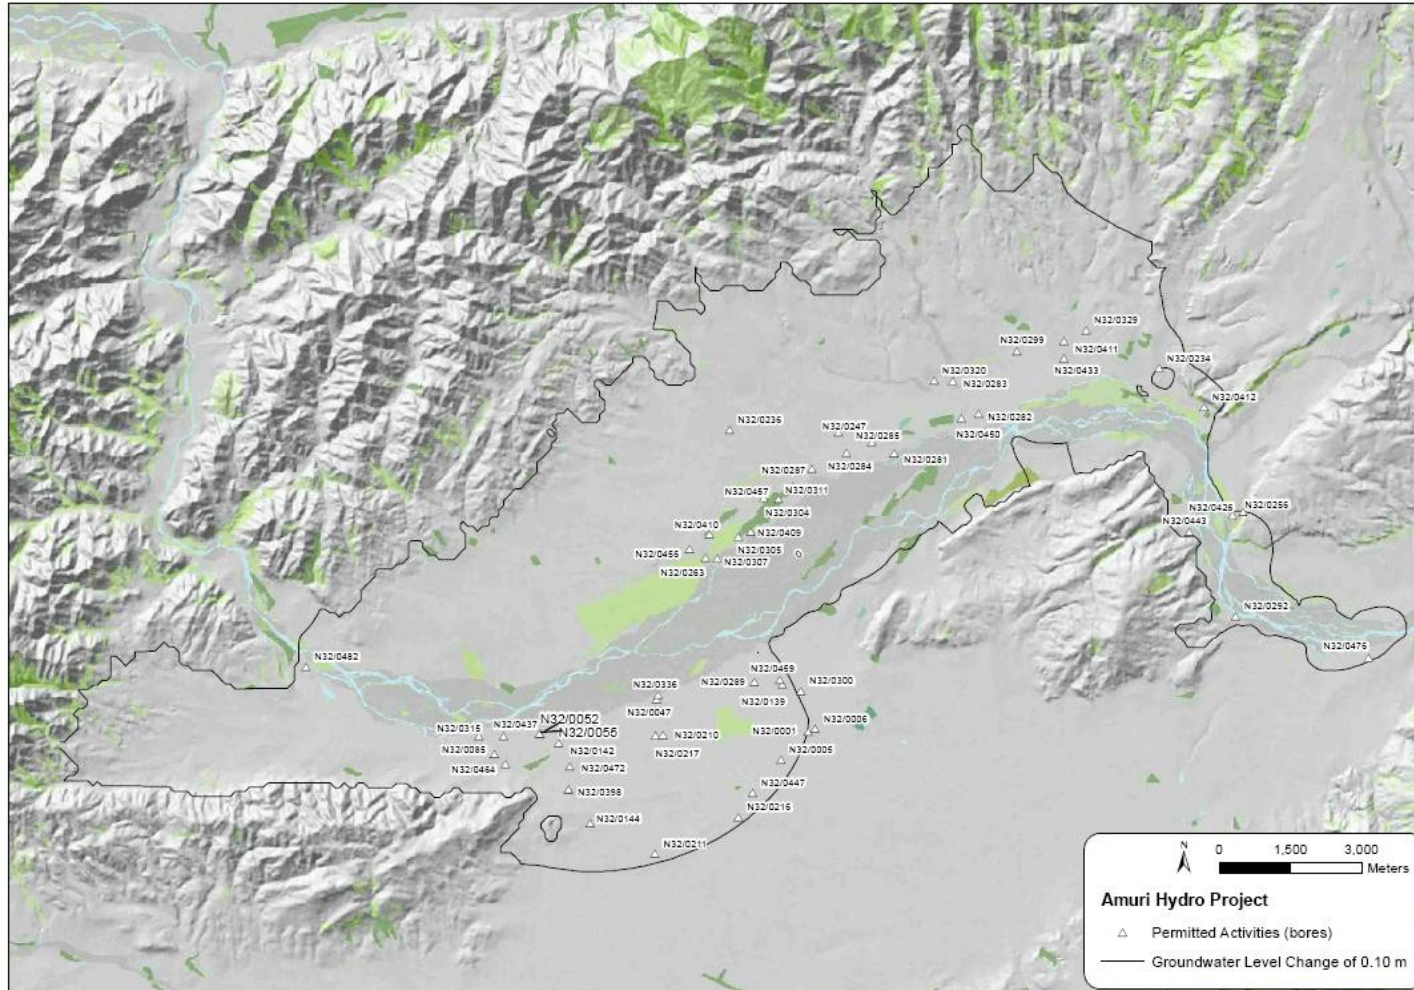 N32/0329
N32/0299
N32/0411
N32/0234
N32/0433
N32/0320
N32/0283
N32/0412
N32/0236
N32/0247
N32/0282
N32/0285
N32/0450
N32/0284
N32/0281
N32/0287
N32/0457
N32/0311
N32/0304
N32/0426
N32/0256
N32/0443
N32/0410
N32/0409
N32/0456
N32/0305
N32/0263
N32/0307
N32/0292
N32/0476
N32/0482
N32/0459
N32/0336
N32/0289
N32/0300
N32/0047
N32/0139
N32/0052
N32/0315
N32/0437
N32/0055
N32/0210
N32/0001
N32/0006
N32/0085
N32/0142
N32/0217
N32/0005
N32/0464
N32/0472
N32/0447
N32/0398
N32/0216
N32/0144
N32/0211
N
0 1,500 3,000
Meters
Amuri Hydro Project
Permitted Activities (bores)
Groundwater Level Change of 0.10 m